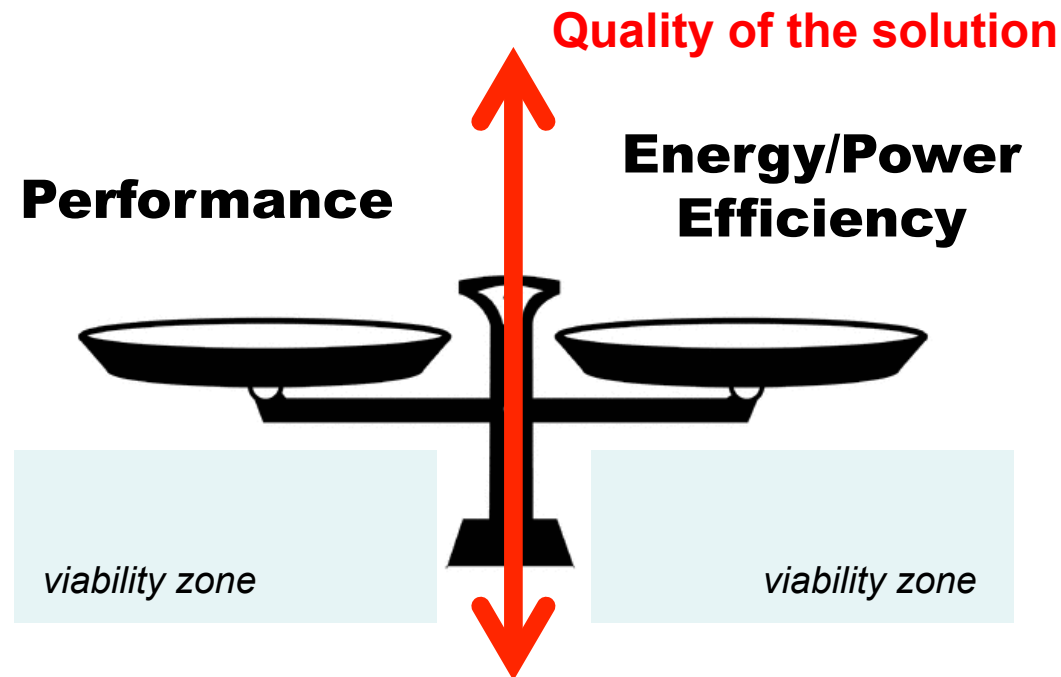 Quality of the solution
Performance
Energy/Power
Efficiency
viability zone
viability zone